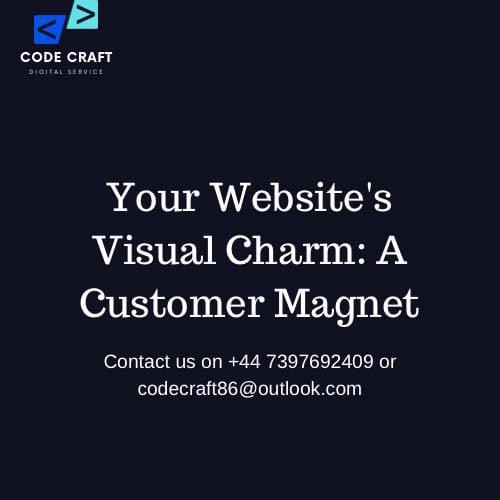 < >
CODE CRAFT
DIGITAL SERVICE
Your Website's
Visual Charm: A
Customer Magnet
Contact us on +44 7397692409 or
codecraft86@outlook.com